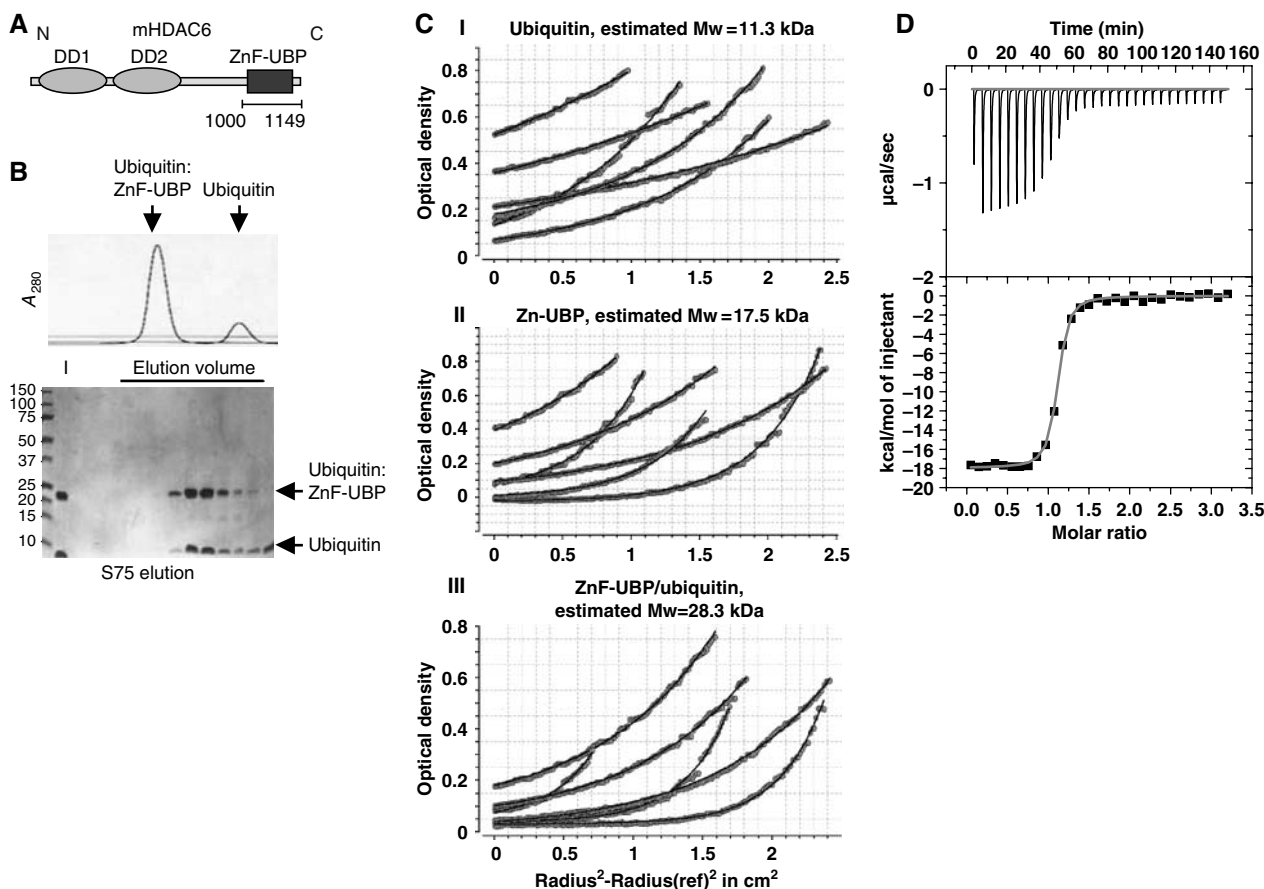 A
N
mHDAC6
C
DD1
DD2
ZnF-UBP
1000
1149
B
Ubiquitin:
ZnF-UBP
Ubiquitin
A280
I
Elution volume
150
100
75
50
37
25
20
15
10
Ubiquitin:
ZnF-UBP
Ubiquitin
S75 elution
C
I
Ubiquitin, estimated Mw=11.3 kDa
Optical density
0.8
0.6
0.4
0.2
0
0 0.5 1 1.5 2 2.5
II
Zn-UBP, estimated Mw=17.5 kDa
Optical density
0.8
0.6
0.4
0.2
0
0 0.5 1 1.5 2 2.5
III
ZnF-UBP/ubiquitin,
estimated Mw=28.3 kDa
Optical density
0.8
0.6
0.4
0.2
0
0 0.5 1 1.5 2
Radius²-Radius(ref)² in cm²
D
Time (min)
0 20 40 60 80 100 120 140 160
µcal/sec
0
−1
kcal/mol of injectant
−2
0
−2
−4
−6
−8
−10
−12
−14
−16
−18
−20
0.0 0.5 1.0 1.5 2.0 2.5 3.0 3.5
Molar ratio